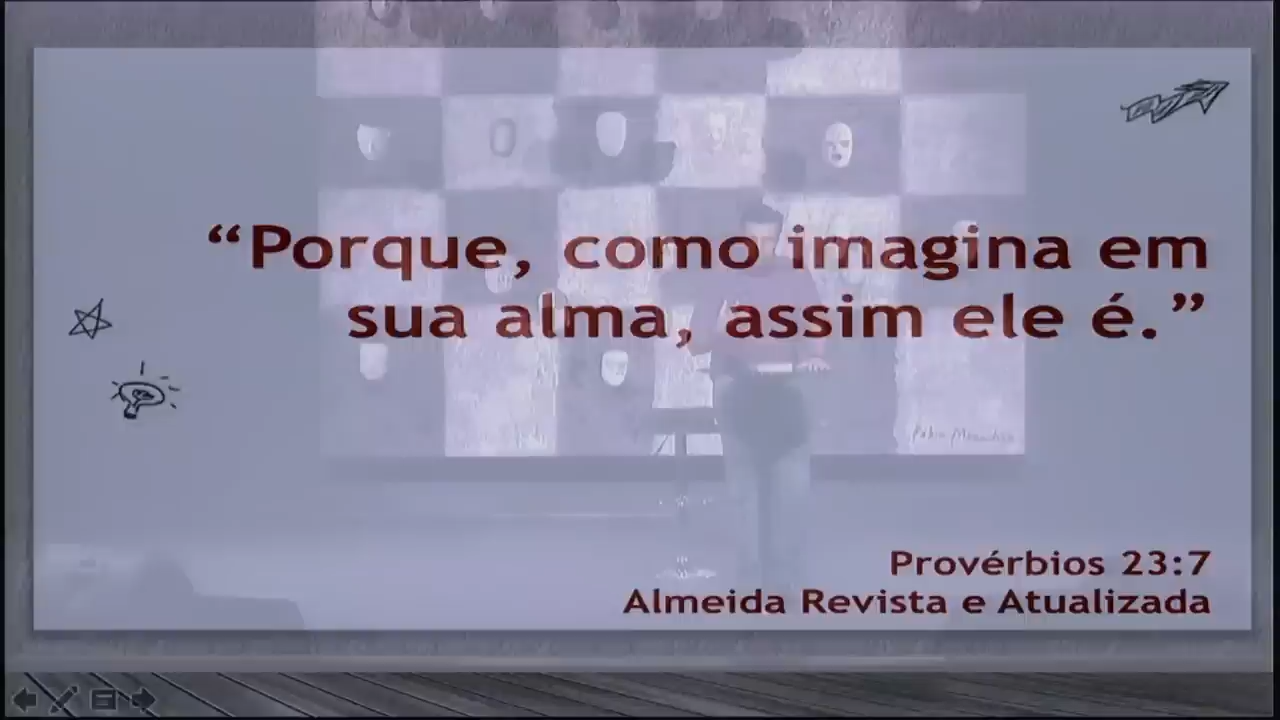 “Porque, como imagina em
sua alma, assim ele é.”
Provérbios 23:7
Almeida Revista e Atualizada